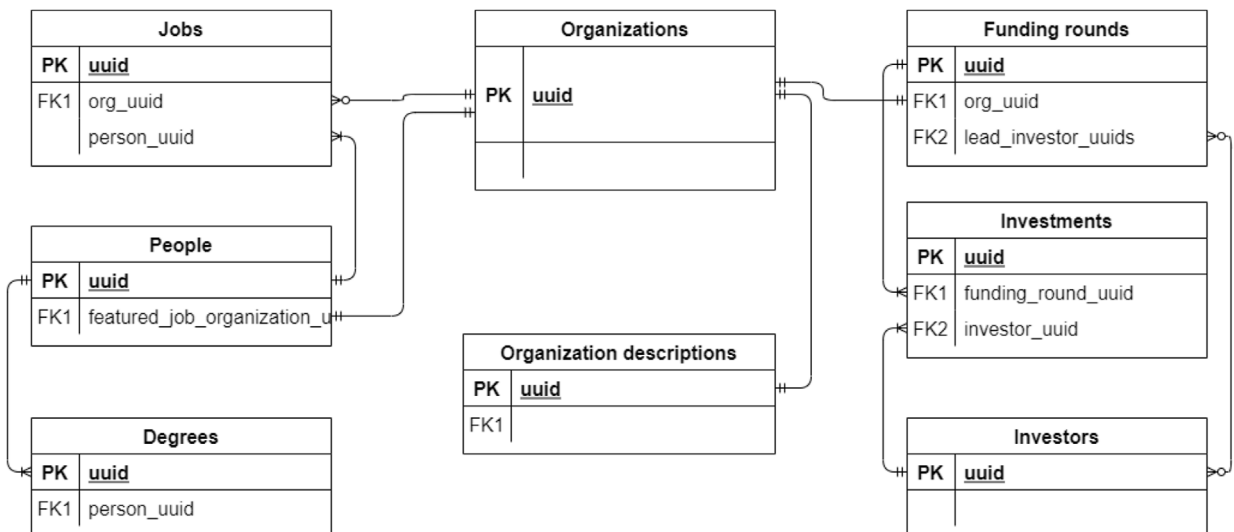 Jobs
PK uuid
FK1 org_uuid
person_uuid
Organizations
PK uuid
Funding rounds
PK uuid
FK1 org_uuid
FK2 lead_investor_uuids
People
PK uuid
FK1 featured_job_organization_u
Investments
PK uuid
FK1 funding_round_uuid
FK2 investor_uuid
Organization descriptions
PK uuid
FK1
Degrees
PK uuid
FK1 person_uuid
Investors
PK uuid